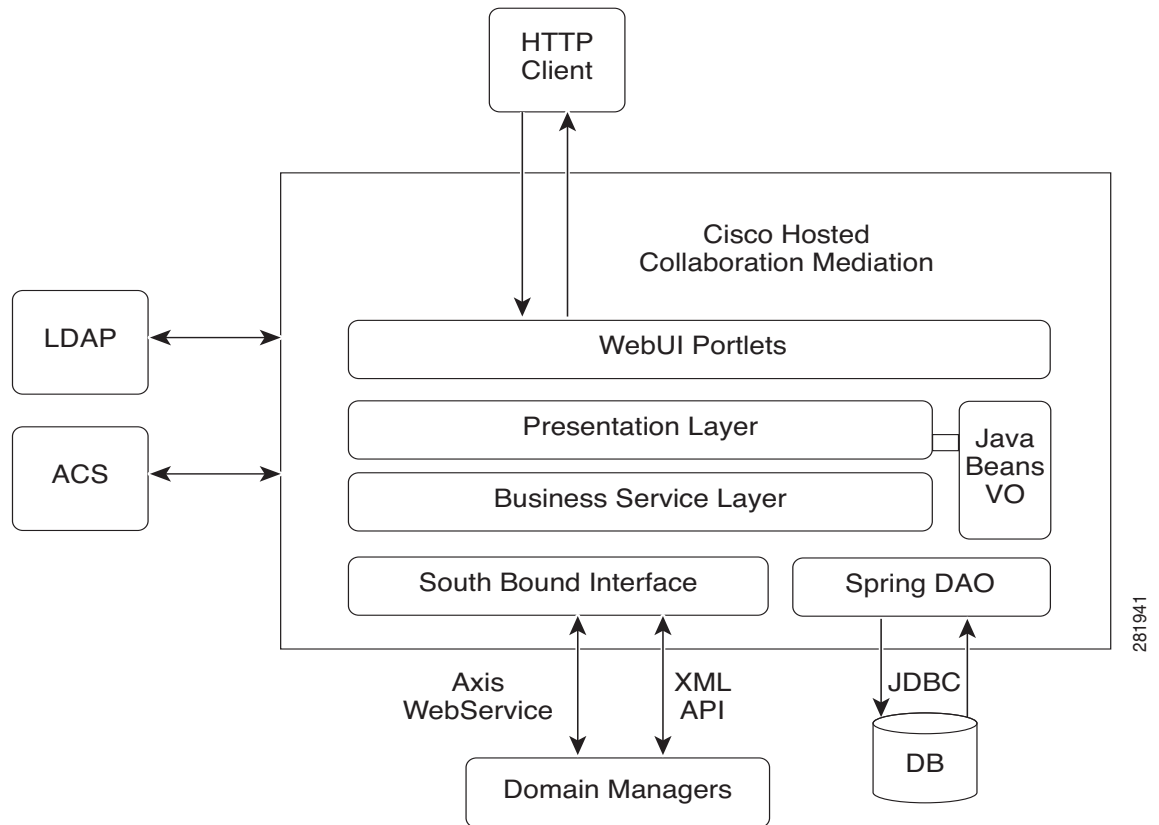 HTTP
Client
Cisco Hosted
Collaboration Mediation
LDAP
WebUI Portlets
Presentation Layer
Java
Beans
VO
ACS
Business Service Layer
South Bound Interface
Spring DAO
281941
Axis
WebService
XML
API
JDBC
DB
Domain Managers